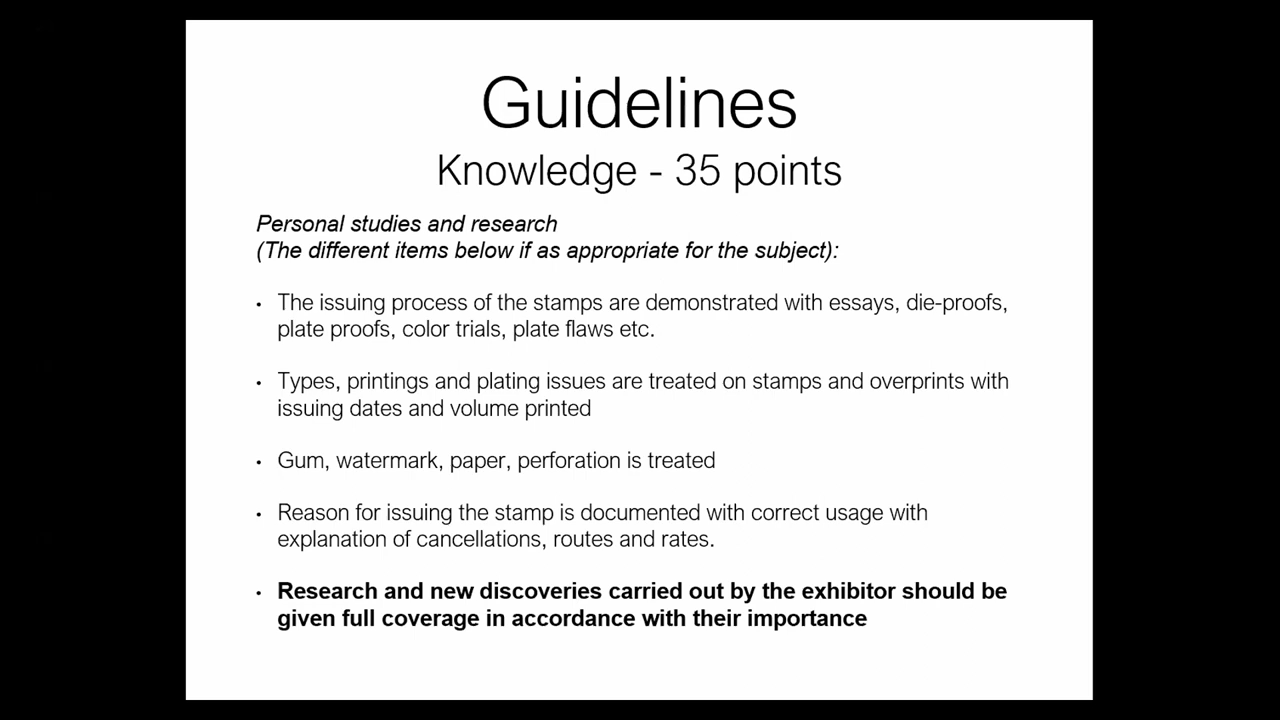 Guidelines
Knowledge - 35 points
Personal studies and research
(The different items below if as appropriate for the subject):
• The issuing process of the stamps are demonstrated with essays, die-proofs,
plate proofs, color trials, plate flaws etc.
• Types, printings and plating issues are treated on stamps and overprints with
issuing dates and volume printed
• Gum, watermark, paper, perforation is treated
• Reason for issuing the stamp is documented with correct usage with
explanation of cancellations, routes and rates.
• Research and new discoveries carried out by the exhibitor should be
given full coverage in accordance with their importance